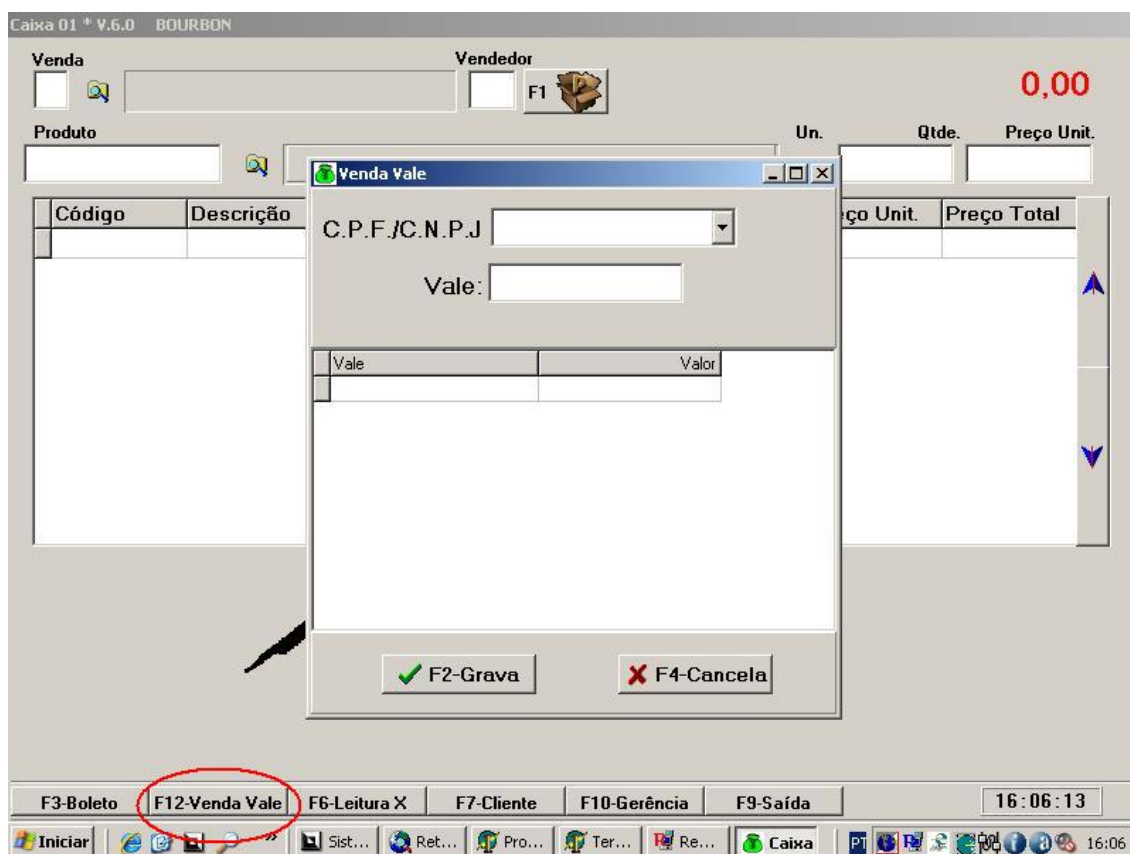 Caixa 01 * V.6.0 BOURBON
Venda Vendedor
F1
0,00
Produto Un. Qtde. Preço Unit.
Venda Vale
Código Descrição ço Unit. Preço Total
C.P.F./C.N.P.J
Vale:
Vale Valor
F2-Grava F4-Cancela
F3-Boleto F12-Venda Vale F6-Leitura X F7-Cliente F10-Gerência F9-Saída 16:06:13
Iniciar » Sist... Ret... Pro... Ter... Re... Caixa PT 16:06